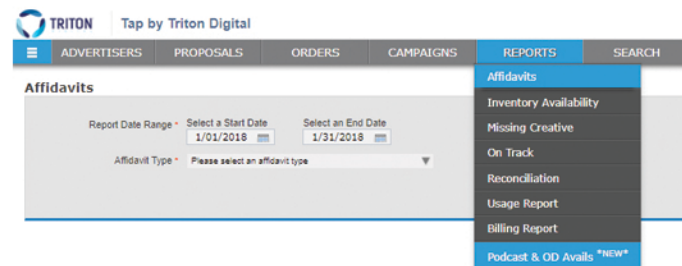 TRITON Tap by Triton Digital
ADVERTISERS PROPOSALS ORDERS CAMPAIGNS REPORTS SEARCH
Affidavits
Report Date Range * Select a Start Date Select an End Date
1/01/2018 1/31/2018
Affidavit Type * Please select an affidavit type
Affidavits
Inventory Availability
Missing Creative
On Track
Reconciliation
Usage Report
Billing Report
Podcast & OD Avails *NEW*